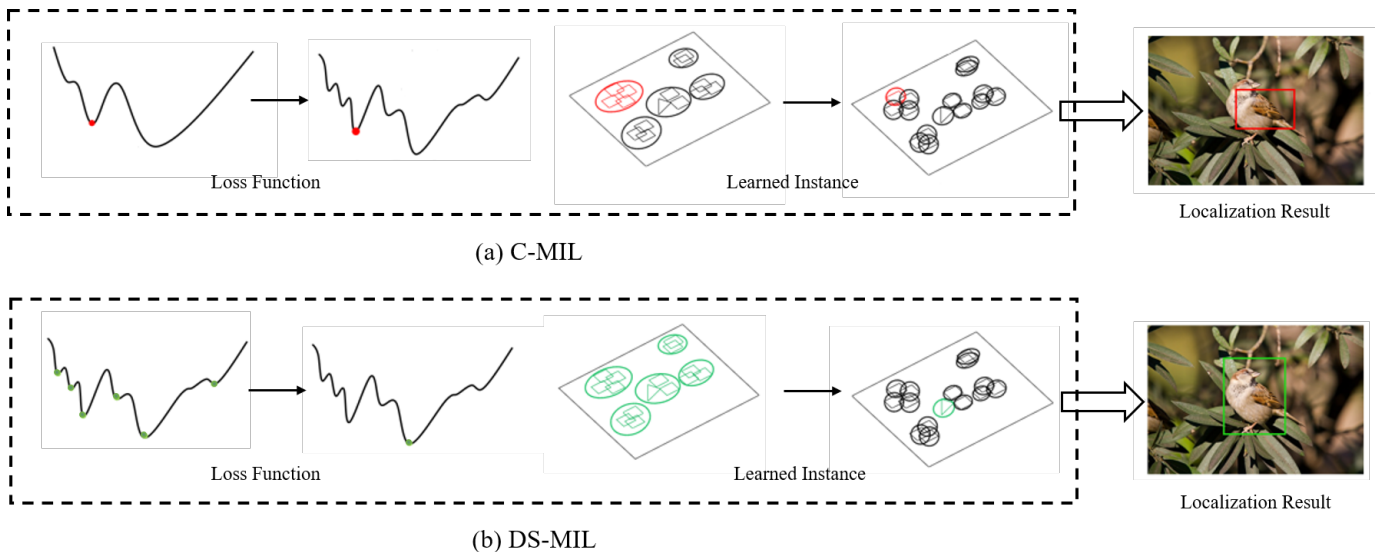 Loss Function
Learned Instance
Localization Result
(a) C-MIL
Loss Function
Learned Instance
Localization Result
(b) DS-MIL